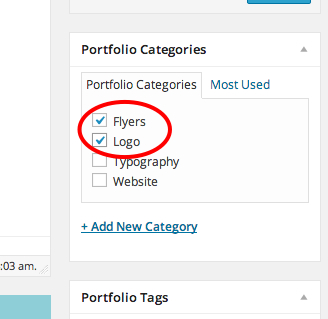 Portfolio Categories
Portfolio Categories Most Used
Flyers
Logo
Typography
Website
+ Add New Category
:03 am.
Portfolio Tags